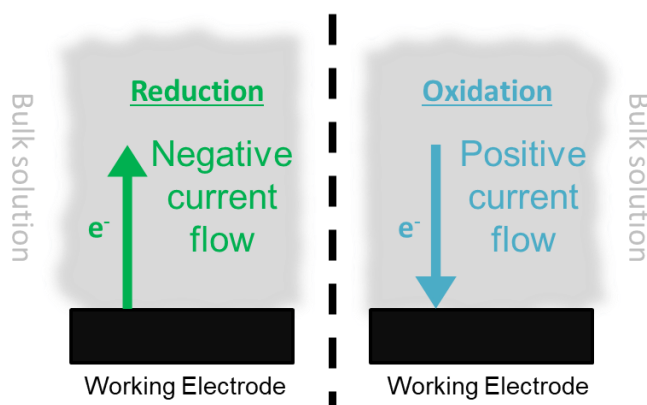 Bulk solution
Reduction
Negative
current
flow
e-
Working Electrode
Oxidation
Positive
current
flow
e-
Working Electrode
Bulk solution